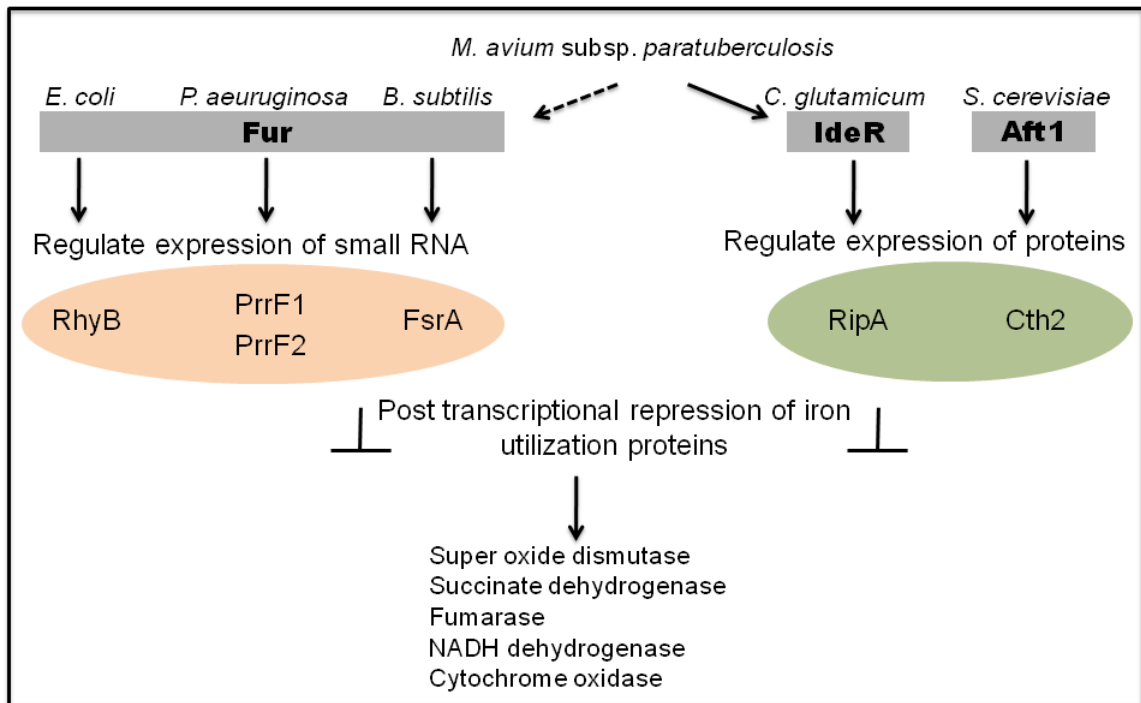 M. avium subsp. paratuberculosis
E. coli P. aeuruginosa B. subtilis C. glutamicum S. cerevisiae
Fur IdeR Aft1
Regulate expression of small RNA Regulate expression of proteins
RhyB PrrF1 FsrA RipA Cth2
PrrF2
Post transcriptional repression of iron
utilization proteins
Super oxide dismutase
Succinate dehydrogenase
Fumarase
NADH dehydrogenase
Cytochrome oxidase